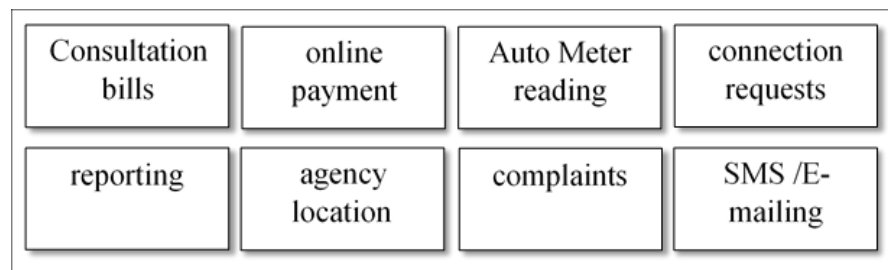 Consultation
bills
online
payment
Auto Meter
reading
connection
requests
reporting
agency
location
complaints
SMS /E-
mailing